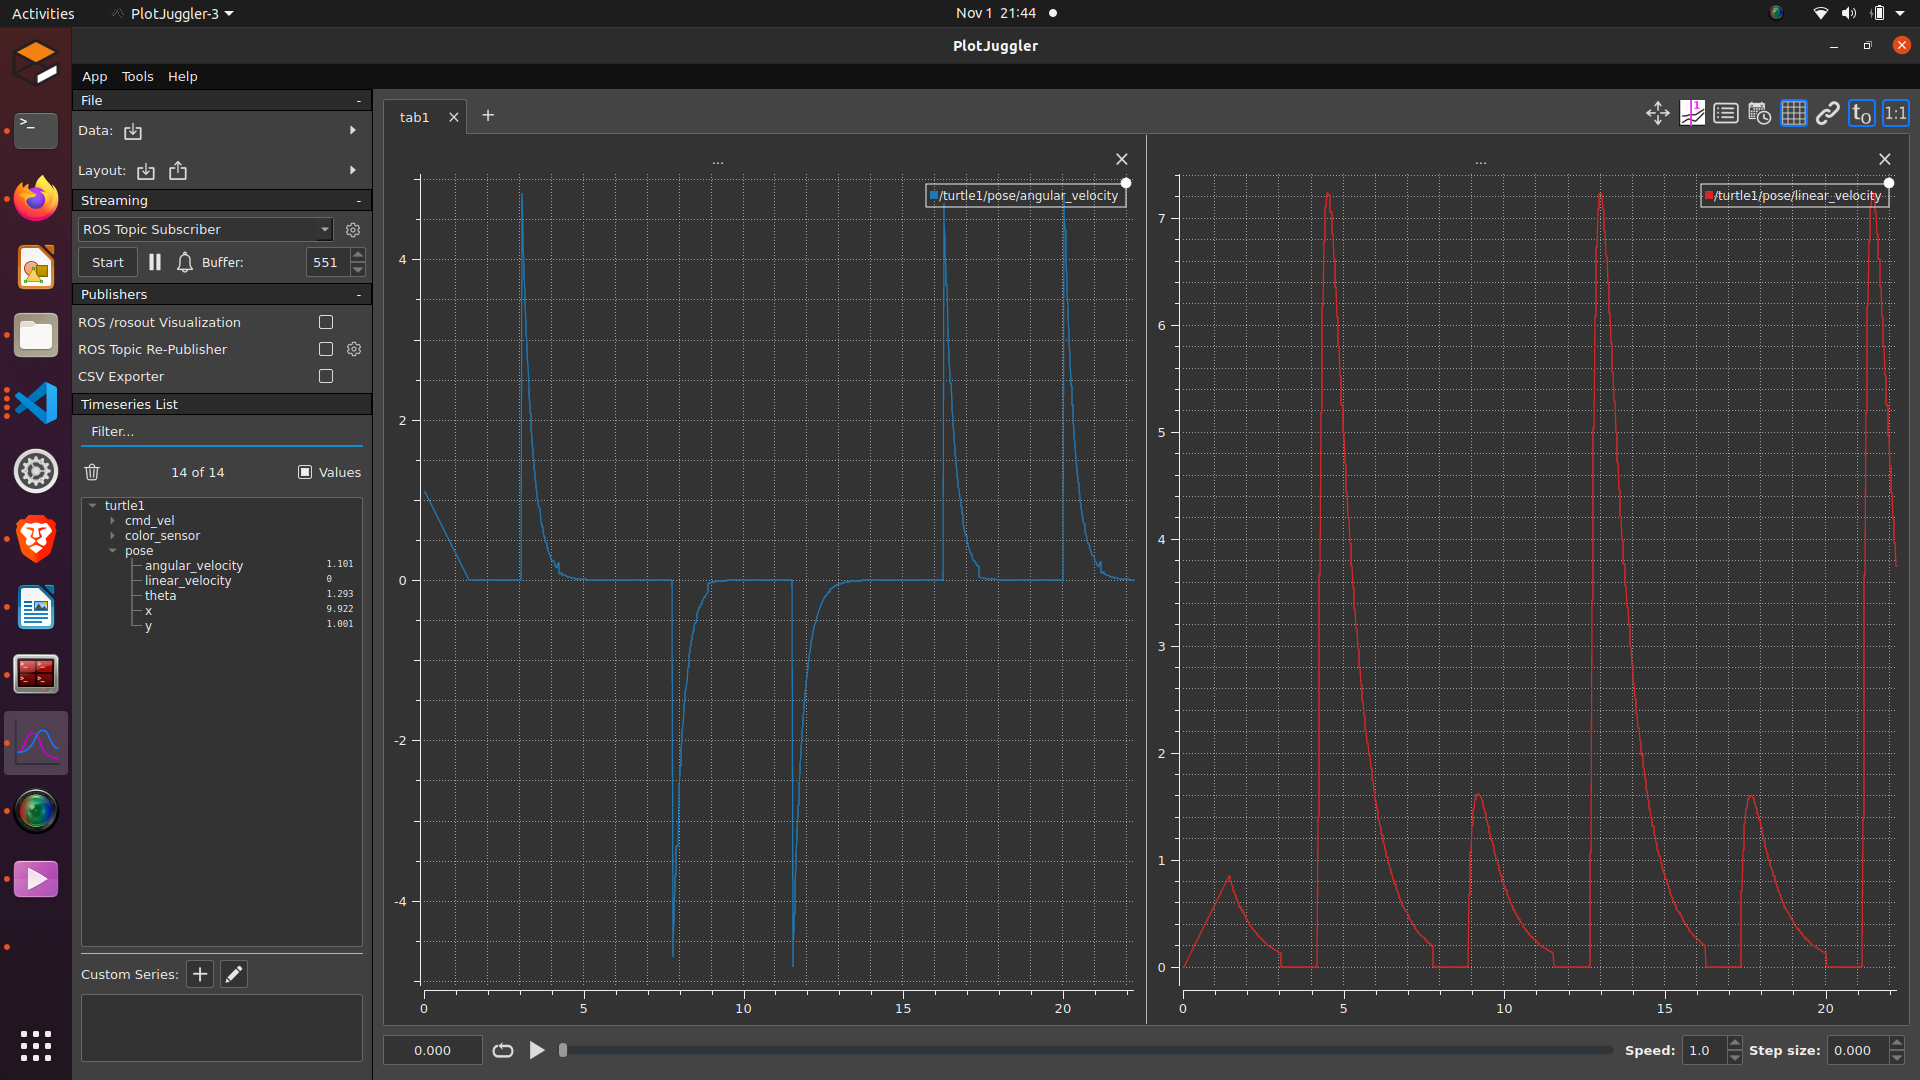 Activities
PlotJuggler-3
Nov 1 21:44
PlotJuggler
App Tools Help
File -
Data:
Layout:
Streaming -
ROS Topic Subscriber
Start
Buffer: 551
Publishers -
ROS /rosout Visualization
ROS Topic Re-Publisher
CSV Exporter
Timeseries List
Filter...
14 of 14
Values
turtle1
cmd_vel
color_sensor
pose
angular_velocity 1.101
linear_velocity 0
theta 1.293
x 9.922
y 1.001
Custom Series:
tab1
+
t0
1:1
...
/turtle1/pose/angular_velocity
4
2
0
-2
-4
0 5 10 15 20
...
/turtle1/pose/linear_velocity
7
6
5
4
3
2
1
0
0 5 10 15 20
0.000
Speed: 1.0
Step size: 0.000